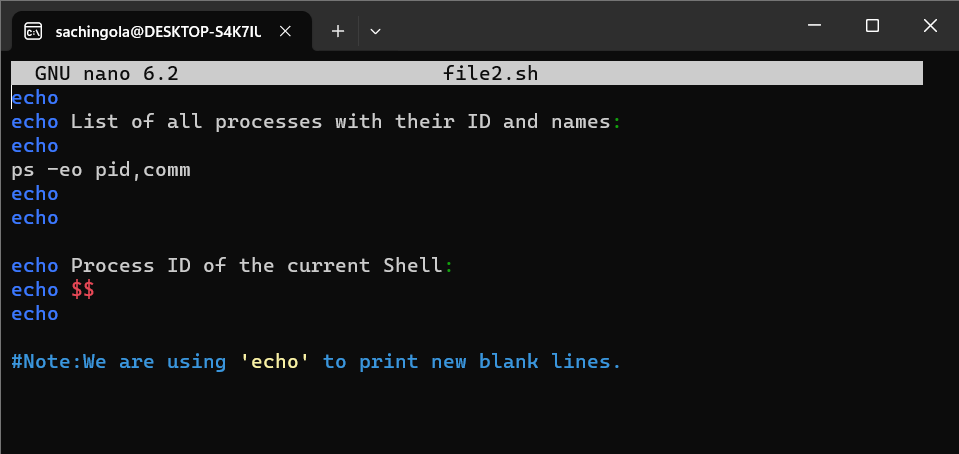 sachingola@DESKTOP-S4K7IU
GNU nano 6.2 file2.sh
echo
echo List of all processes with their ID and names:
echo
ps -eo pid,comm
echo
echo

echo Process ID of the current Shell:
echo $$
echo

#Note:We are using 'echo' to print new blank lines.